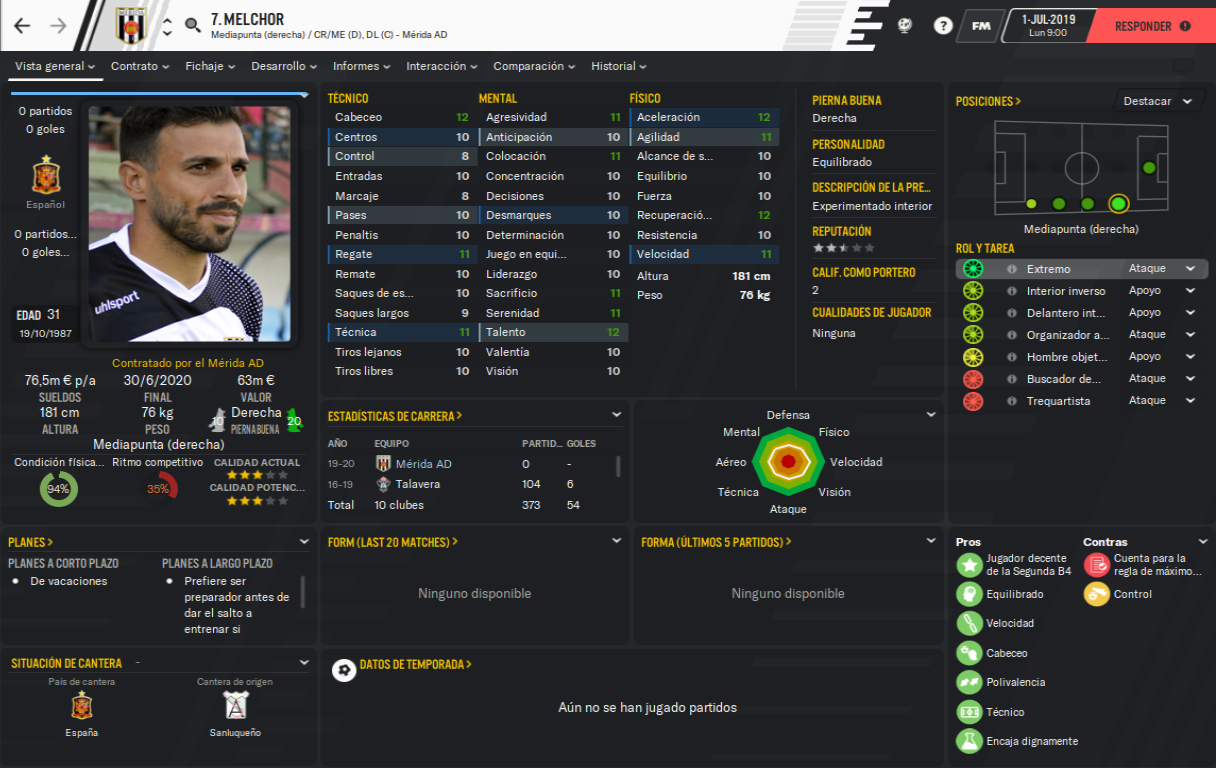 7. MELCHOR
Mediapunta (derecha) / CR/ME (D), DL (C) - Mérida AD
FM
1-JUL-2019
Lun 9:00
RESPONDER
Vista general
Contrato
Fichaje
Desarrollo
Informes
Interacción
Comparación
Historial
0 partidos
0 goles
Español
0 partidos...
0 goles...
EDAD 31
19/10/1987
uhlsport
Contratado por el Mérida AD
76,5m € p/a 30/6/2020 63m €
SUELDOS FINAL VALOR
181 cm 76 kg 10 Derecha 20
ALTURA PESO PIERNA BUENA
Mediapunta (derecha)
Condición física... Ritmo competitivo CALIDAD ACTUAL
94% 35%
CALIDAD POTENC...
TÉCNICO
Cabeceo 12
Centros 10
Control 8
Entradas 10
Marcaje 8
Pases 10
Penaltis 10
Regate 11
Remate 10
Saques de es... 10
Saques largos 9
Técnica 11
Tiros lejanos 10
Tiros libres 10
MENTAL
Agresividad 11
Anticipación 10
Colocación 11
Concentración 10
Decisiones 10
Desmarques 10
Determinación 10
Juego en equi... 10
Liderazgo 10
Sacrificio 11
Serenidad 11
Talento 12
Valentía 10
Visión 10
FÍSICO
Aceleración 12
Agilidad 11
Alcance de s... 10
Equilibrio 10
Fuerza 10
Recuperació... 12
Resistencia 10
Velocidad 11
Altura 181 cm
Peso 76 kg
PIERNA BUENA
Derecha
PERSONALIDAD
Equilibrado
DESCRIPCIÓN DE LA PRE...
Experimentado interior
REPUTACIÓN
CALIF. COMO PORTERO
2
CUALIDADES DE JUGADOR
Ninguna
POSICIONES >
Destacar
Mediapunta (derecha)
ROL Y TAREA
Extremo Ataque
Interior inverso Apoyo
Delantero int... Apoyo
Organizador a... Ataque
Hombre objet... Apoyo
Buscador de... Ataque
Trequartista Ataque
ESTADÍSTICAS DE CARRERA >
AÑO EQUIPO PARTID... GOLES
19-20 Mérida AD 0 -
16-19 Talavera 104 6
Total 10 clubes 373 54
Defensa
Mental Físico
Aéreo Velocidad
Técnica Visión
Ataque
PLANES >
PLANES A CORTO PLAZO
De vacaciones
PLANES A LARGO PLAZO
Prefiere ser
preparador antes de
dar el salto a
entrenar si
FORM (LAST 20 MATCHES) >
Ninguno disponible
FORMA (ÚLTIMOS 5 PARTIDOS) >
Ninguno disponible
Pros
Jugador decente
de la Segunda B4
Equilibrado
Velocidad
Cabeceo
Polivalencia
Técnico
Encaja dignamente
Contras
Cuenta para la
regla de máximo...
Control
SITUACIÓN DE CANTERA -
País de cantera
España
Cantera de origen
Sanluqueño
DATOS DE TEMPORADA >
Aún no se han jugado partidos